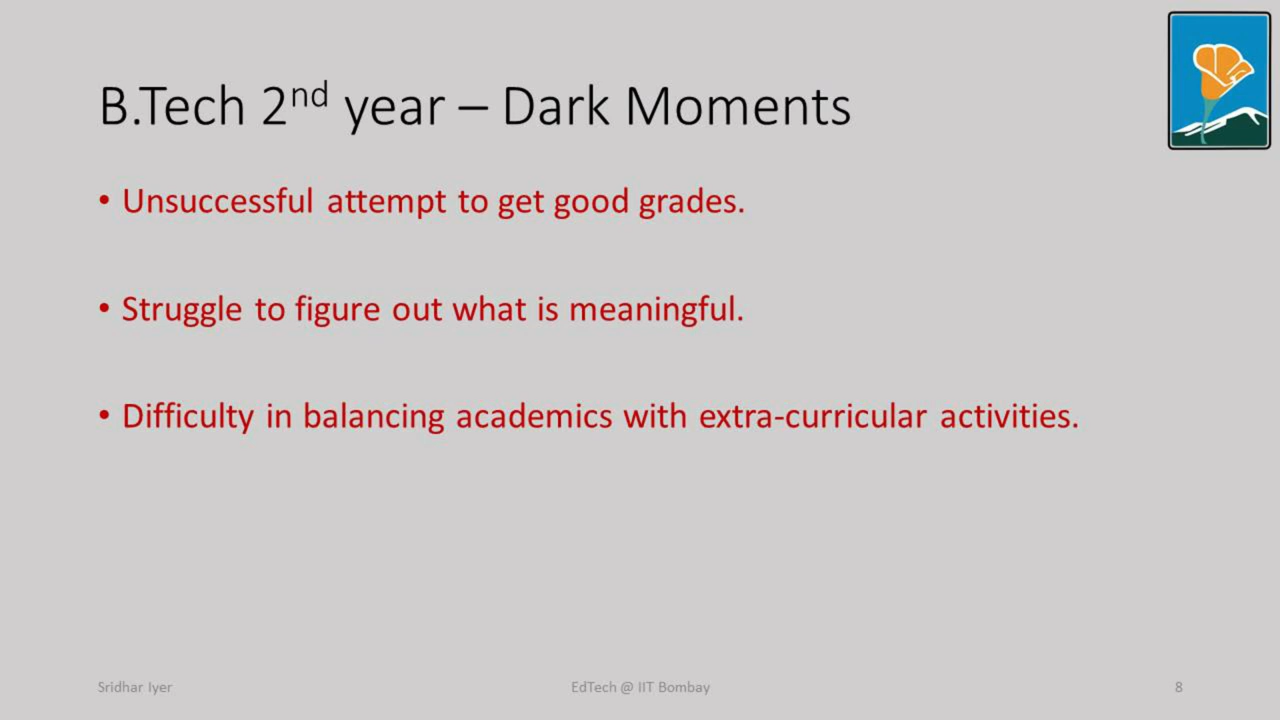 B.Tech 2nd year – Dark Moments
• Unsuccessful attempt to get good grades.
• Struggle to figure out what is meaningful.
• Difficulty in balancing academics with extra-curricular activities.
Sridhar Iyer
EdTech @ IIT Bombay
8